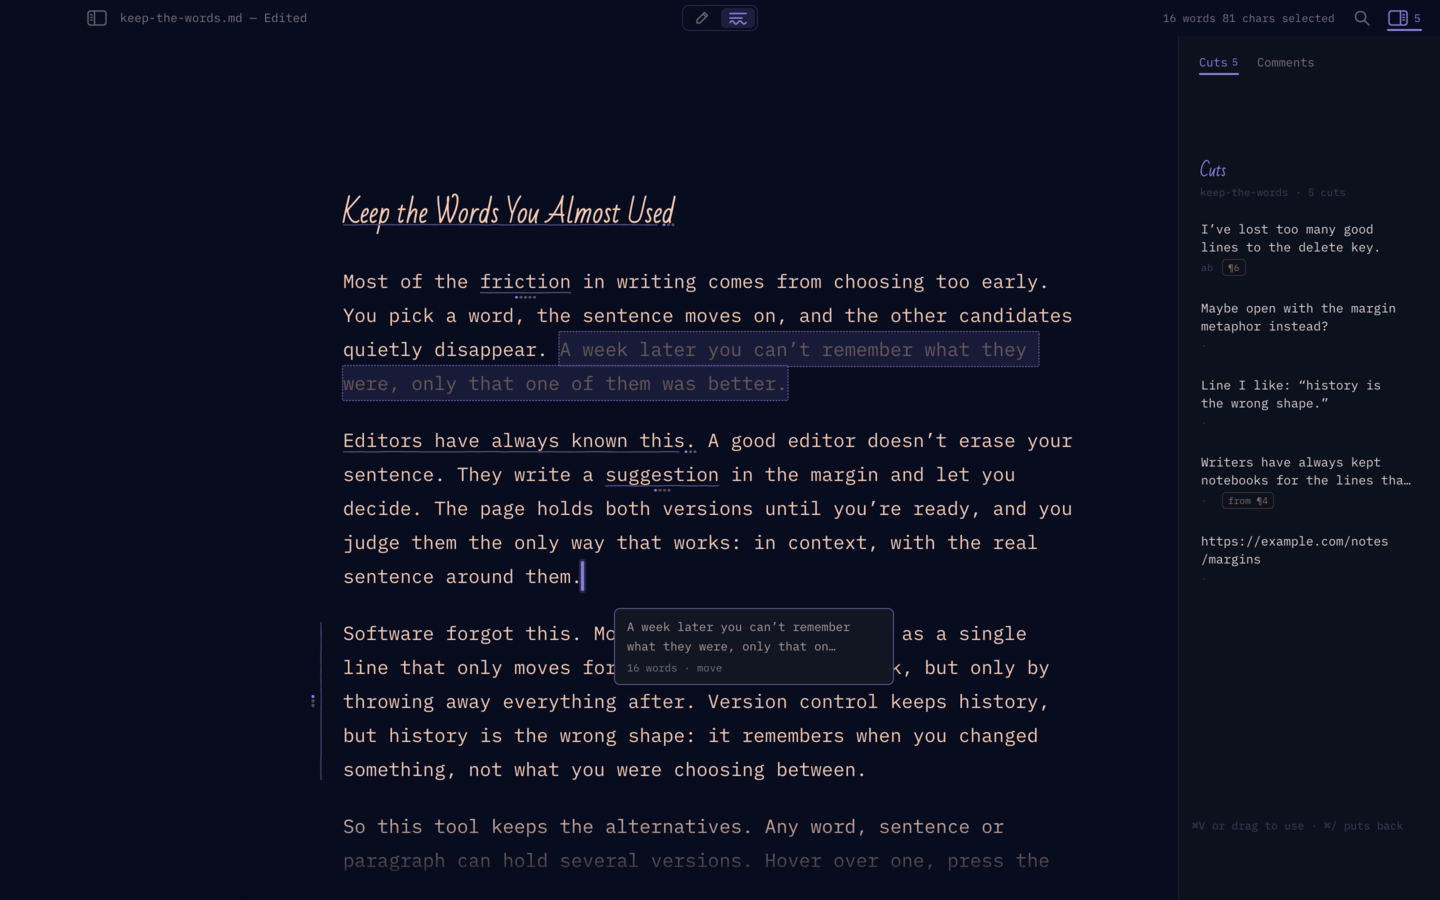 keep-the-words.md — Edited
16 words 81 chars selected
5
Cuts 5
Comments
Keep the Words You Almost Used
Most of the friction in writing comes from choosing too early.
You pick a word, the sentence moves on, and the other candidates
quietly disappear. A week later you can’t remember what they
were, only that one of them was better.
Editors have always known this. A good editor doesn’t erase your
sentence. They write a suggestion in the margin and let you
decide. The page holds both versions until you’re ready, and you
judge them the only way that works: in context, with the real
sentence around them.
Software forgot this. Mo as a single
line that only moves for k, but only by
throwing away everything after. Version control keeps history,
but history is the wrong shape: it remembers when you changed
something, not what you were choosing between.
So this tool keeps the alternatives. Any word, sentence or
paragraph can hold several versions. Hover over one, press the
A week later you can’t remember
what they were, only that on…
16 words · move
Cuts
keep-the-words · 5 cuts
I’ve lost too many good
lines to the delete key.
ab ¶6
Maybe open with the margin
metaphor instead?
Line I like: “history is
the wrong shape.”
Writers have always kept
notebooks for the lines tha…
· from ¶4
https://example.com/notes
/margins
⌘V or drag to use · ⌘/ puts back